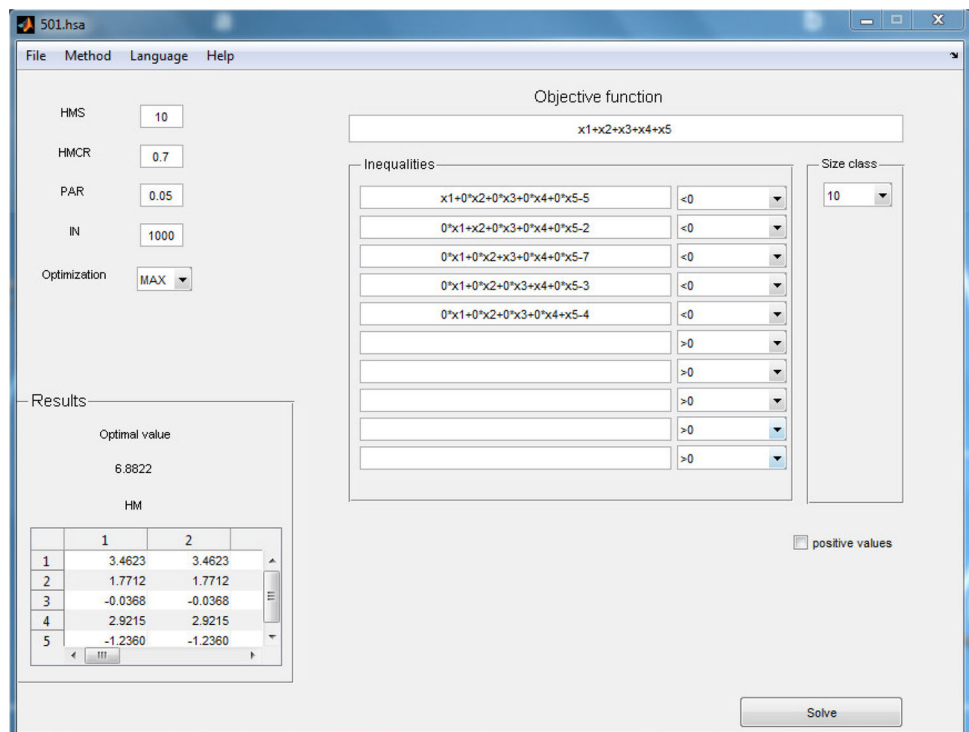 501.hsa
File Method Language Help
HMS 10
HMCR 0.7
PAR 0.05
IN 1000
Optimization MAX
Objective function
x1+x2+x3+x4+x5
Inequalities
x1+0*x2+0*x3+0*x4+0*x5-5 <0
0*x1+x2+0*x3+0*x4+0*x5-2 <0
0*x1+0*x2+x3+0*x4+0*x5-7 <0
0*x1+0*x2+0*x3+x4+0*x5-3 <0
0*x1+0*x2+0*x3+0*x4+x5-4 <0
>0
>0
>0
>0
>0
Size class
10
positive values
Results
Optimal value
6.8822
HM
1 2
1 3.4623 3.4623
2 1.7712 1.7712
3 -0.0368 -0.0368
4 2.9215 2.9215
5 -1.2360 -1.2360
Solve